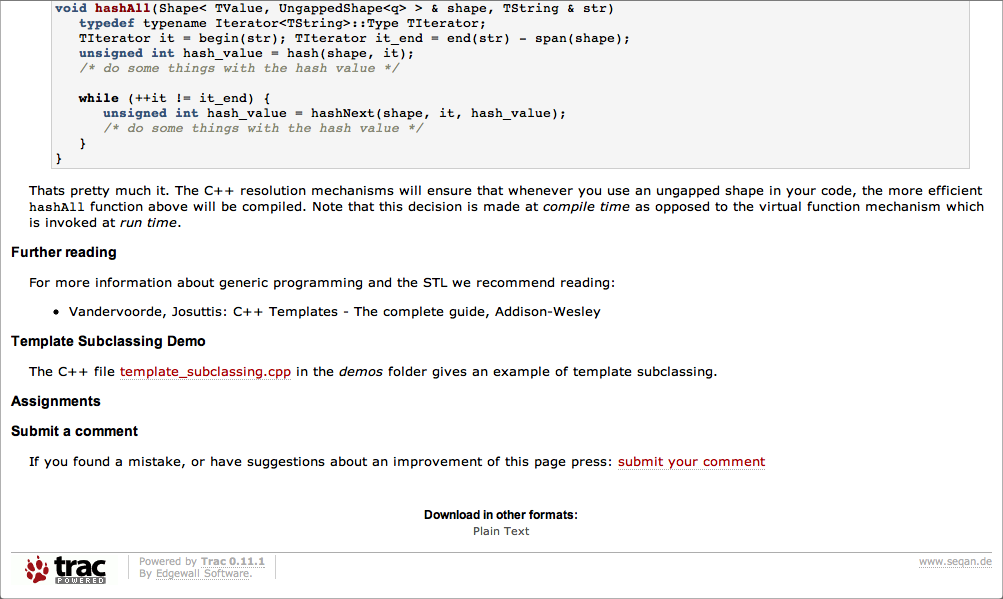 void hashAll(Shape< TValue, UngappedShape<q> > & shape, TString & str)
typedef typename Iterator<TString>::Type TIterator;
TIterator it = begin(str); TIterator it_end = end(str) - span(shape);
unsigned int hash_value = hash(shape, it);
/* do some things with the hash value */
while (++it != it_end) {
unsigned int hash_value = hashNext(shape, it, hash_value);
/* do some things with the hash value */
}
}
Thats pretty much it. The C++ resolution mechanisms will ensure that whenever you use an ungapped shape in your code, the more efficient
hashAll function above will be compiled. Note that this decision is made at compile time as opposed to the virtual function mechanism which
is invoked at run time.
Further reading
For more information about generic programming and the STL we recommend reading:
• Vandervoorde, Josuttis: C++ Templates - The complete guide, Addison-Wesley
Template Subclassing Demo
The C++ file template_subclassing.cpp in the demos folder gives an example of template subclassing.
Assignments
Submit a comment
If you found a mistake, or have suggestions about an improvement of this page press: submit your comment
Download in other formats:
Plain Text
trac
POWERED
Powered by Trac 0.11.1
By Edgewall Software.
www.seqan.de